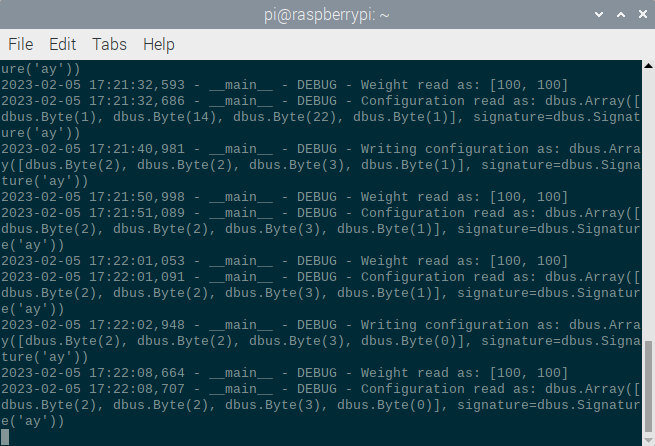 pi@raspberrypi: ~
File Edit Tabs Help
ure('ay'))
2023-02-05 17:21:32,593 - __main__ - DEBUG - Weight read as: [100, 100]
2023-02-05 17:21:32,686 - __main__ - DEBUG - Configuration read as: dbus.Array([
dbus.Byte(1), dbus.Byte(14), dbus.Byte(22), dbus.Byte(1)], signature=dbus.Signat
ure('ay'))
2023-02-05 17:21:40,981 - __main__ - DEBUG - Writing configuration as: dbus.Arra
y([dbus.Byte(2), dbus.Byte(2), dbus.Byte(3), dbus.Byte(1)], signature=dbus.Signa
ture('ay'))
2023-02-05 17:21:50,998 - __main__ - DEBUG - Weight read as: [100, 100]
2023-02-05 17:21:51,089 - __main__ - DEBUG - Configuration read as: dbus.Array([
dbus.Byte(2), dbus.Byte(2), dbus.Byte(3), dbus.Byte(1)], signature=dbus.Signatur
e('ay'))
2023-02-05 17:22:01,053 - __main__ - DEBUG - Weight read as: [100, 100]
2023-02-05 17:22:01,091 - __main__ - DEBUG - Configuration read as: dbus.Array([
dbus.Byte(2), dbus.Byte(2), dbus.Byte(3), dbus.Byte(1)], signature=dbus.Signatur
e('ay'))
2023-02-05 17:22:02,948 - __main__ - DEBUG - Writing configuration as: dbus.Arra
y([dbus.Byte(2), dbus.Byte(2), dbus.Byte(3), dbus.Byte(0)], signature=dbus.Signa
ture('ay'))
2023-02-05 17:22:08,664 - __main__ - DEBUG - Weight read as: [100, 100]
2023-02-05 17:22:08,707 - __main__ - DEBUG - Configuration read as: dbus.Array([
dbus.Byte(2), dbus.Byte(2), dbus.Byte(3), dbus.Byte(0)], signature=dbus.Signatur
e('ay'))